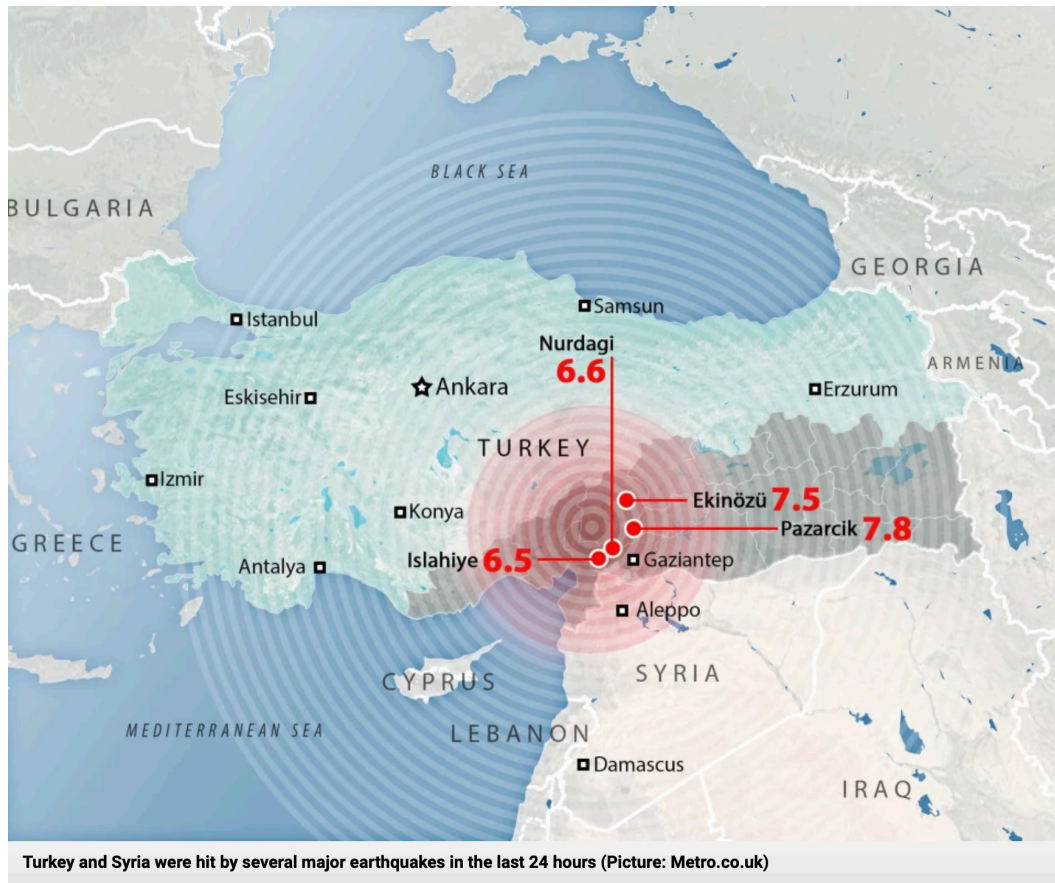 BLACK SEA
BULGARIA
GEORGIA
Samsun
Istanbul
Nurdagi
6.6
ARMENIA
Eskisehir
Ankara
Erzurum
TURKEY
Izmir
Ekinözü 7.5
Konya
Pazarcik 7.8
GREECE
Islahiye 6.5
Gaziantep
Antalya
Aleppo
SYRIA
CYPRUS
MEDITERRANEAN SEA
LEBANON
Damascus
IRAQ
Turkey and Syria were hit by several major earthquakes in the last 24 hours (Picture: Metro.co.uk)